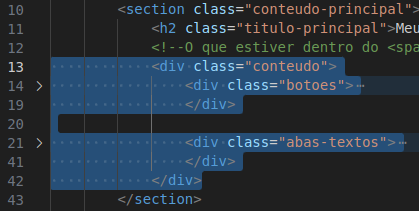 10 <section class="conteudo-principal">
11 <h2 class="titulo-principal">Meu
12 <!--O que estiver dentro do <spa
13 <div class="conteudo">
14 > <div class="botoes">…
19 </div>
20
21 > <div class="abas-textos">…
41 </div>
42 </div>
43 </section>